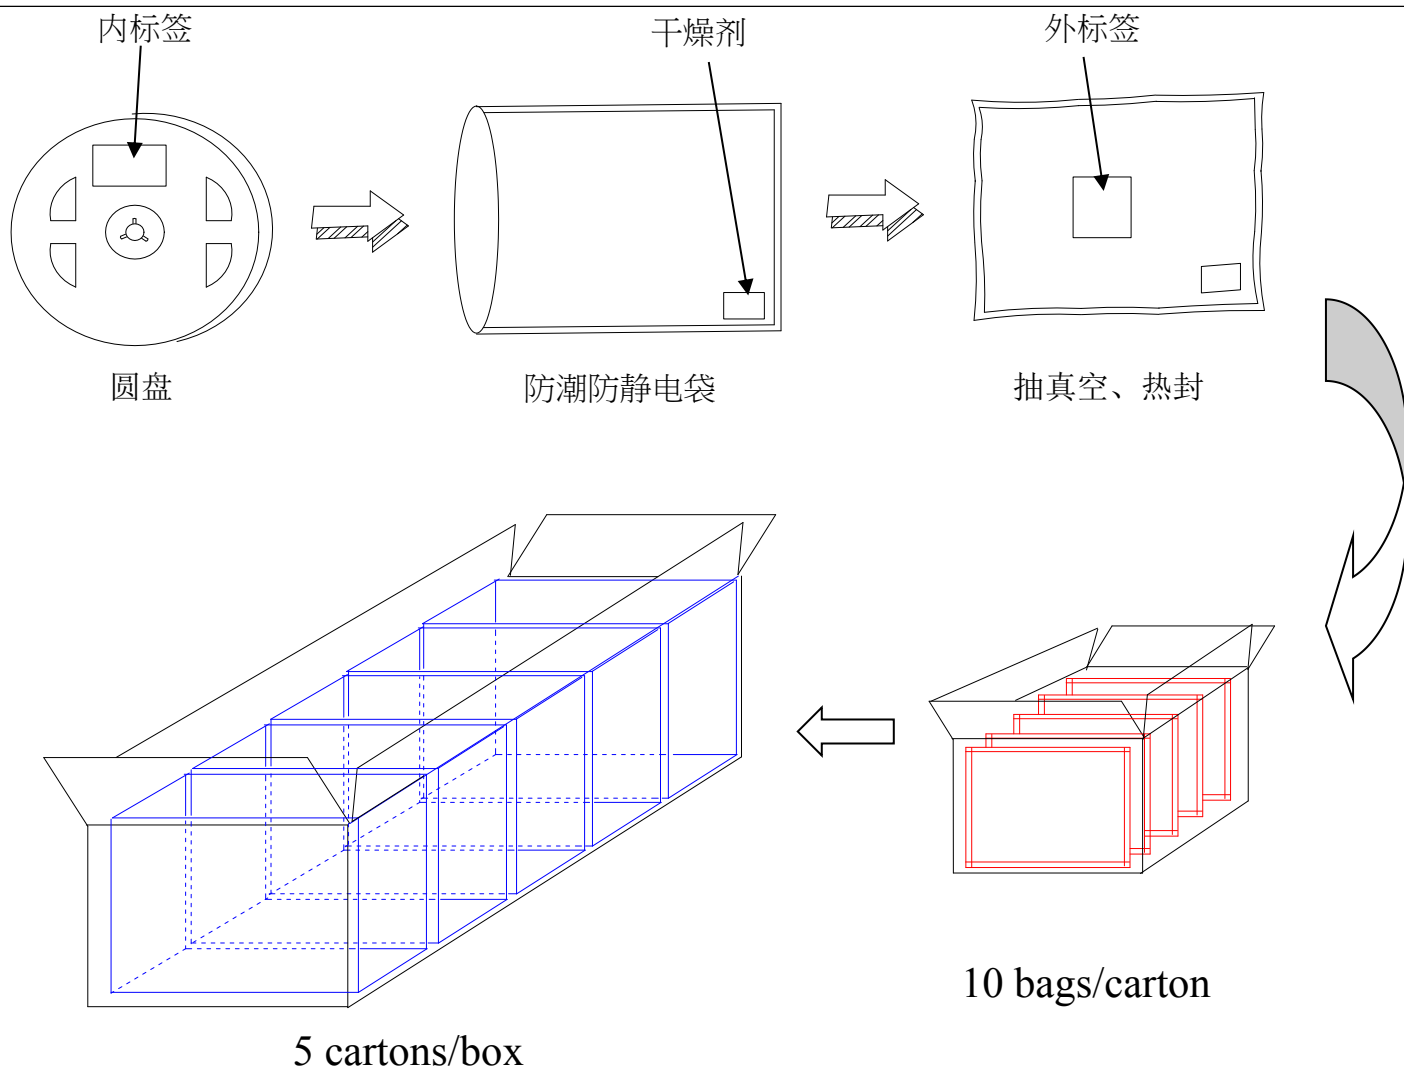 内标签
干燥剂
外标签
圆盘
防潮防静电袋
抽真空、热封
10 bags/carton
5 cartons/box